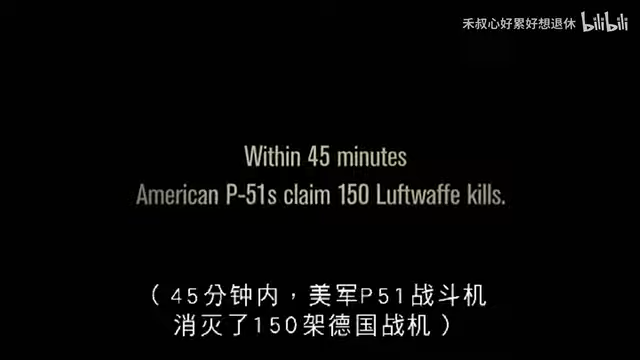 禾叔心好累好想退休 bilibili
Within 45 minutes
American P-51s claim 150 Luftwaffe kills.
（ 45分钟内，美军P51战斗机
消灭了150架德国战机 ）